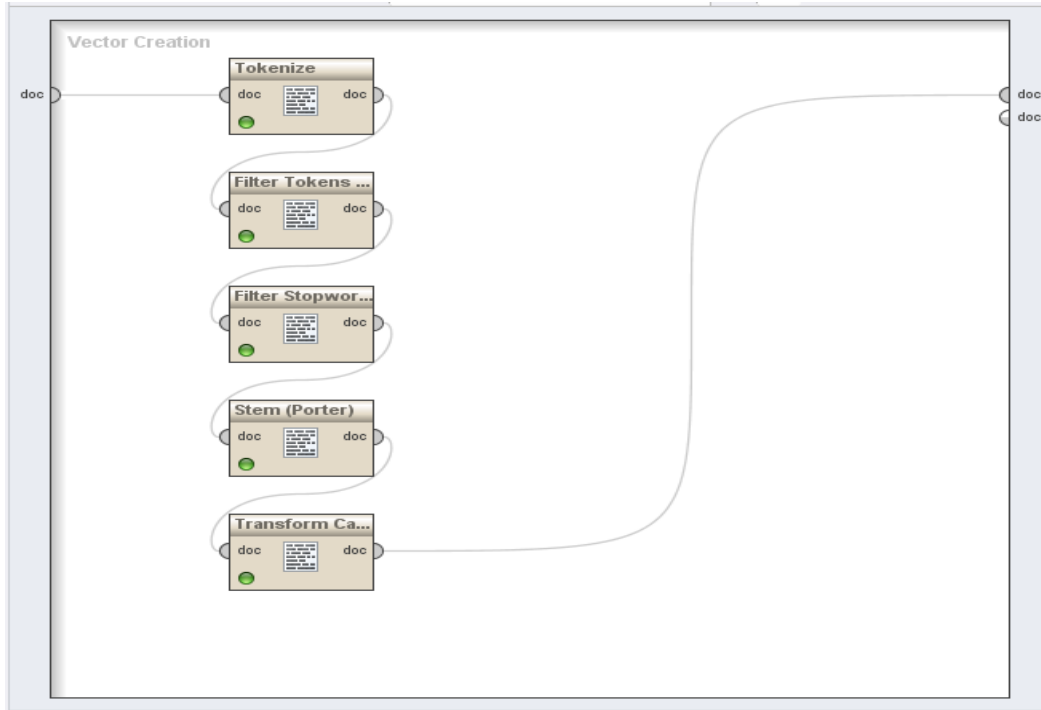 Vector Creation
doc
Tokenize
doc doc
doc
doc
Filter Tokens ...
doc doc
Filter Stopwor...
doc doc
Stem (Porter)
doc doc
Transform Ca...
doc doc